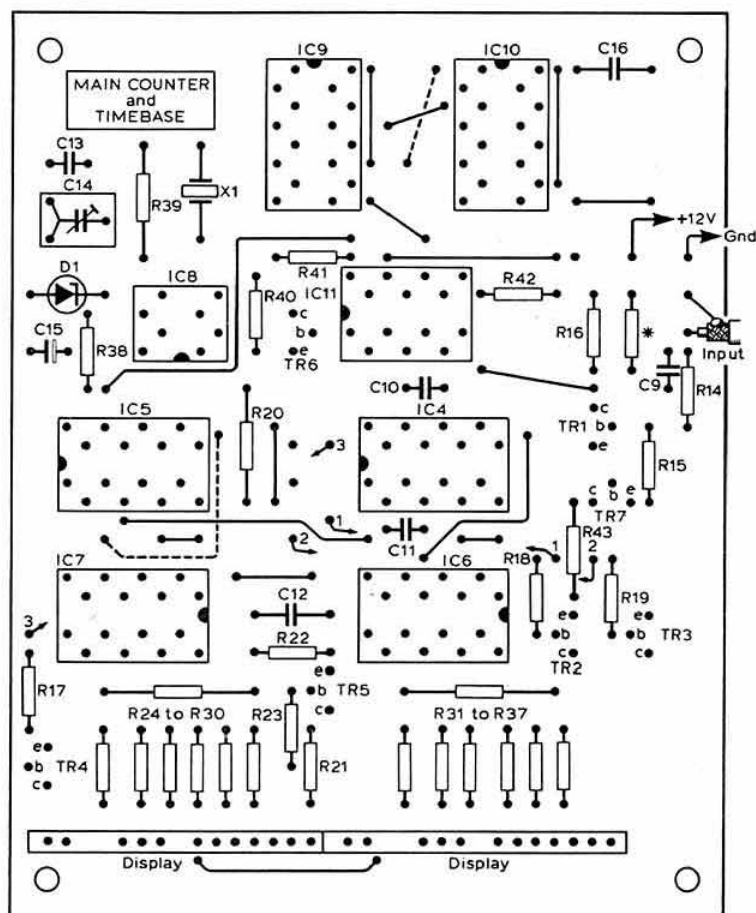 IC9
IC10
C16
MAIN COUNTER
and
TIMEBASE
C13
C14
R39
X1
+12V
Gnd
D1
IC8
R41
R40
IC11
R42
c
b
e
TR6
R16
*
Input
C15
R38
C10
C9
R14
IC5
R20
3
IC4
c
TR1
b
e
R15
1
2
C11
c
b
e
TR7
R43
1
2
IC7
IC6
R18
R19
C12
e
b
c
TR2
e
b
c
TR3
3
R22
R17
e
b
c
TR5
R24 to R30
R23
R31 to R37
e
b
c
TR4
R21
Display
Display